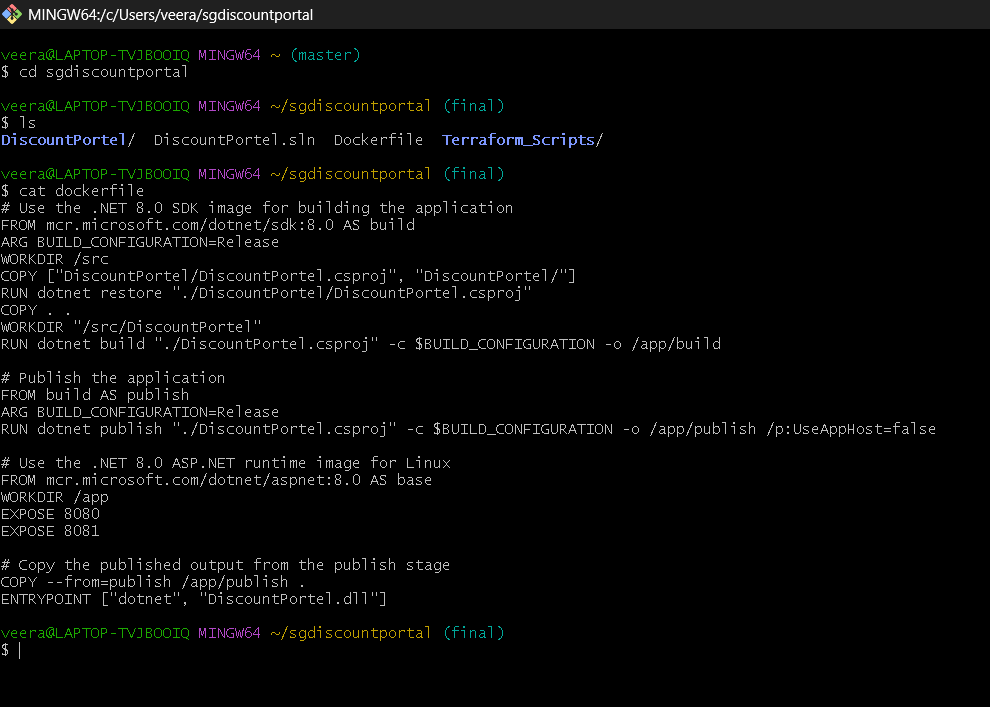 MINGW64:/c/Users/veera/sgdiscountportal
veera@LAPTOP-TVJBOOIQ MINGW64 ~ (master)
$ cd sgdiscountportal
veera@LAPTOP-TVJBOOIQ MINGW64 ~/sgdiscountportal (final)
$ ls
DiscountPortel/  DiscountPortel.sln  Dockerfile  Terraform_Scripts/
veera@LAPTOP-TVJBOOIQ MINGW64 ~/sgdiscountportal (final)
$ cat dockerfile
# Use the .NET 8.0 SDK image for building the application
FROM mcr.microsoft.com/dotnet/sdk:8.0 AS build
ARG BUILD_CONFIGURATION=Release
WORKDIR /src
COPY ["DiscountPortel/DiscountPortel.csproj", "DiscountPortel/"]
RUN dotnet restore "./DiscountPortel/DiscountPortel.csproj"
COPY . .
WORKDIR "/src/DiscountPortel"
RUN dotnet build "./DiscountPortel.csproj" -c $BUILD_CONFIGURATION -o /app/build
# Publish the application
FROM build AS publish
ARG BUILD_CONFIGURATION=Release
RUN dotnet publish "./DiscountPortel.csproj" -c $BUILD_CONFIGURATION -o /app/publish /p:UseAppHost=false
# Use the .NET 8.0 ASP.NET runtime image for Linux
FROM mcr.microsoft.com/dotnet/aspnet:8.0 AS base
WORKDIR /app
EXPOSE 8080
EXPOSE 8081
# Copy the published output from the publish stage
COPY --from=publish /app/publish .
ENTRYPOINT ["dotnet", "DiscountPortel.dll"]
veera@LAPTOP-TVJBOOIQ MINGW64 ~/sgdiscountportal (final)
$